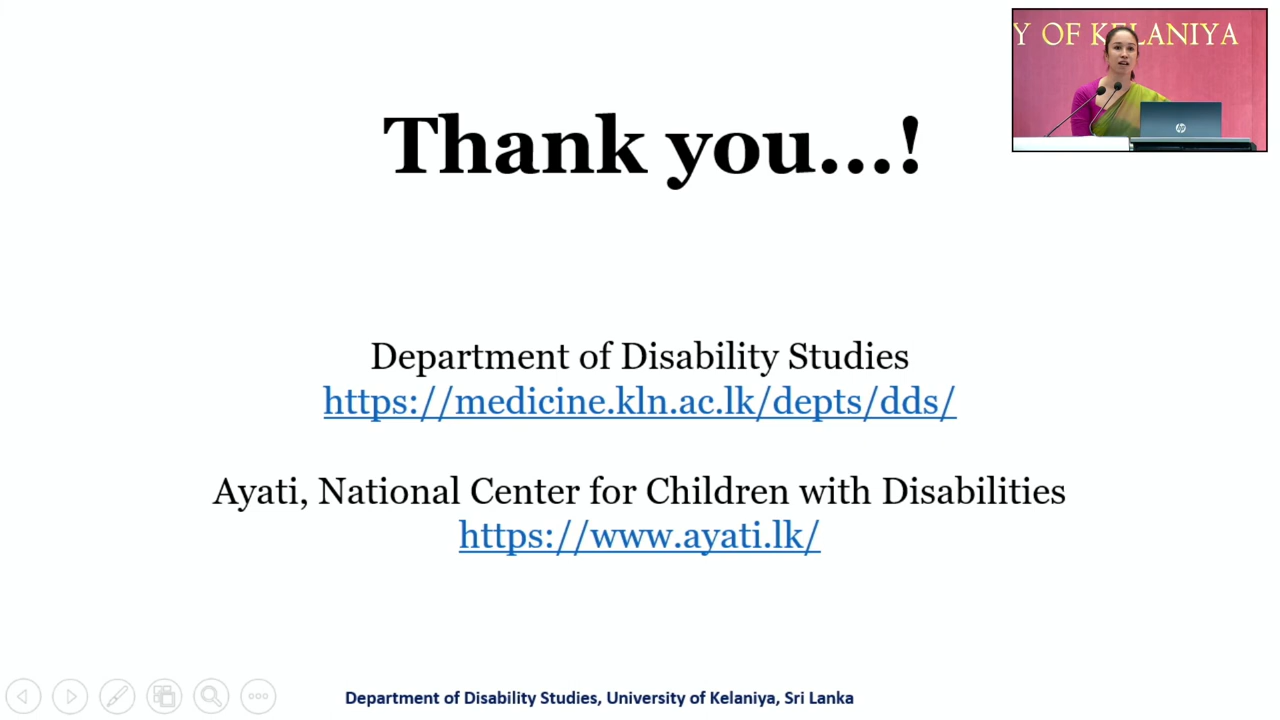 Y OF KELANIYA
Thank you...!
hp
Department of Disability Studies
https://medicine.kln.ac.lk/depts/dds/
Ayati, National Center for Children with Disabilities
https://www.ayati.lk/
Department of Disability Studies, University of Kelaniya, Sri Lanka